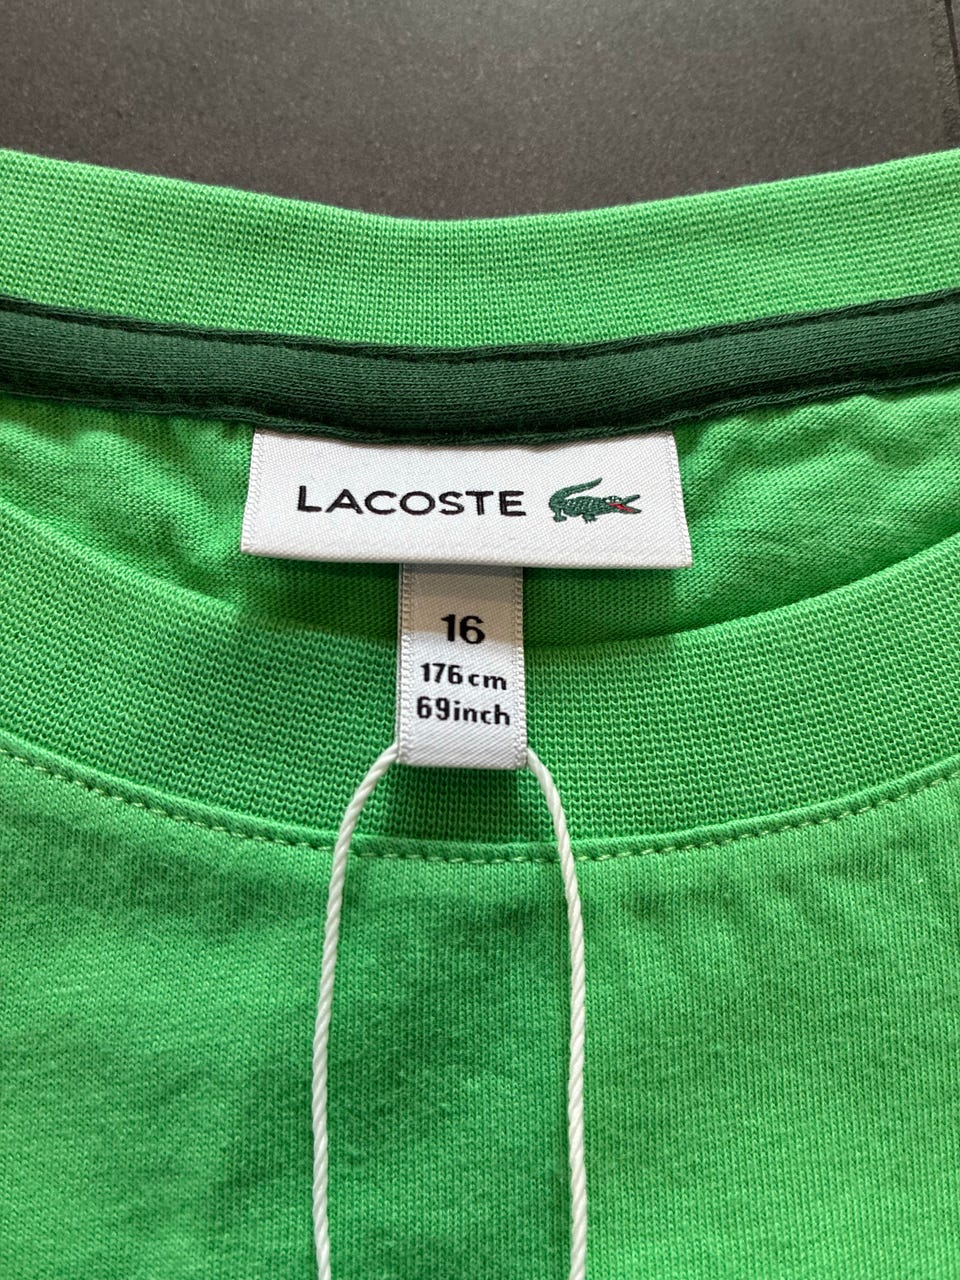 LACOSTE
16
176cm
69inch